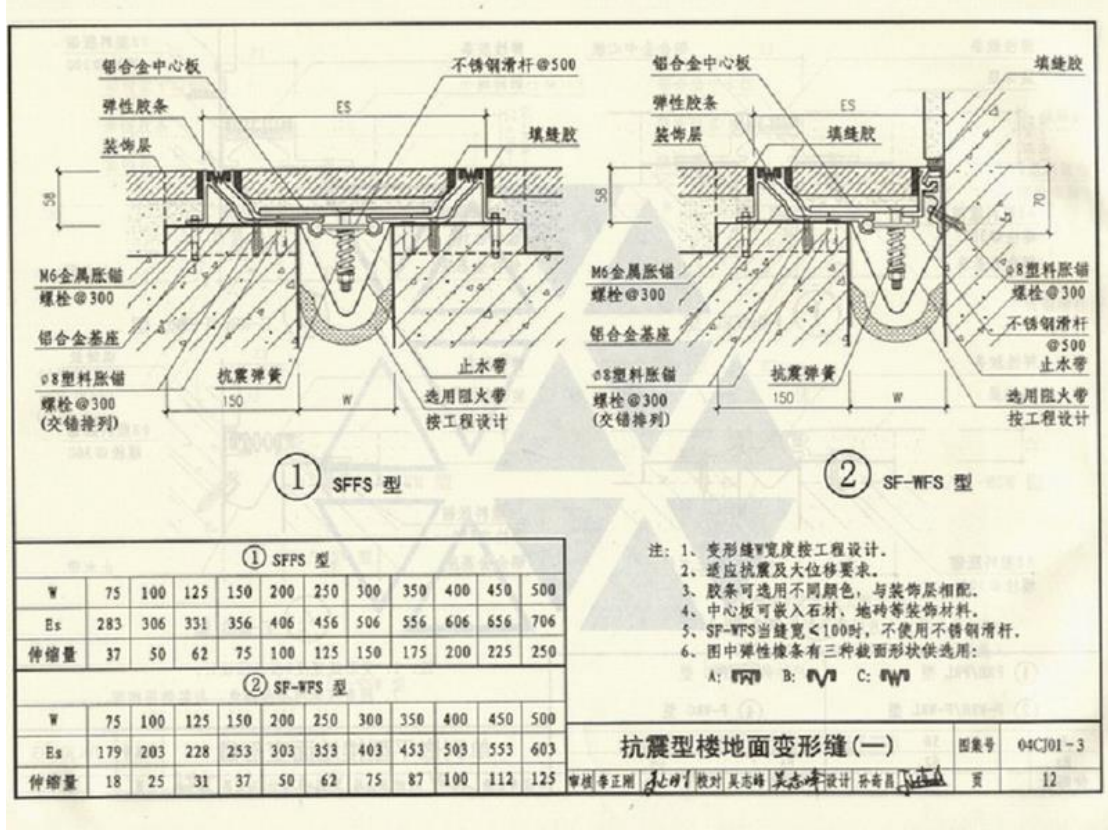 铝合金中心板
不锈钢滑杆@500
弹性胶条
ES
装饰层
填缝胶
58
M6金属胀锚
螺栓@300
铝合金基座
ø8塑料胀锚
螺栓@300
(交错排列)
抗震弹簧
止水带
选用阻火带
按工程设计
150
W
① SFFS 型
铝合金中心板
填缝胶
弹性胶条
ES
装饰层
填缝胶
58
70
M6金属胀锚
螺栓@300
铝合金基座
ø8塑料胀锚
螺栓@300
(交错排列)
抗震弹簧
ø8塑料胀锚
螺栓@300
不锈钢滑杆
@500
止水带
选用阻火带
按工程设计
150
W
② SF-WFS 型
① SFFS 型
W 75 100 125 150 200 250 300 350 400 450 500
Es 283 306 331 356 406 456 506 556 606 656 706
伸缩量 37 50 62 75 100 125 150 175 200 225 250
② SF-WFS 型
W 75 100 125 150 200 250 300 350 400 450 500
Es 179 203 228 253 303 353 403 453 503 553 603
伸缩量 18 25 31 37 50 62 75 87 100 112 125
注: 1、变形缝W宽度按工程设计.
2、适应抗震及大位移要求.
3、胶条可选用不同颜色, 与装饰层相配.
4、中心板可嵌入石材、地砖等装饰材料.
5、SF-WFS当缝宽<100时, 不使用不锈钢滑杆.
6、图中弹性橡条有三种截面形状供选用:
A: B: C:
抗震型楼地面变形缝(一)
图集号 04CJ01-3
审核 李正刚 校对 吴志峰 吴志峰 设计 孙奇昌 页 12